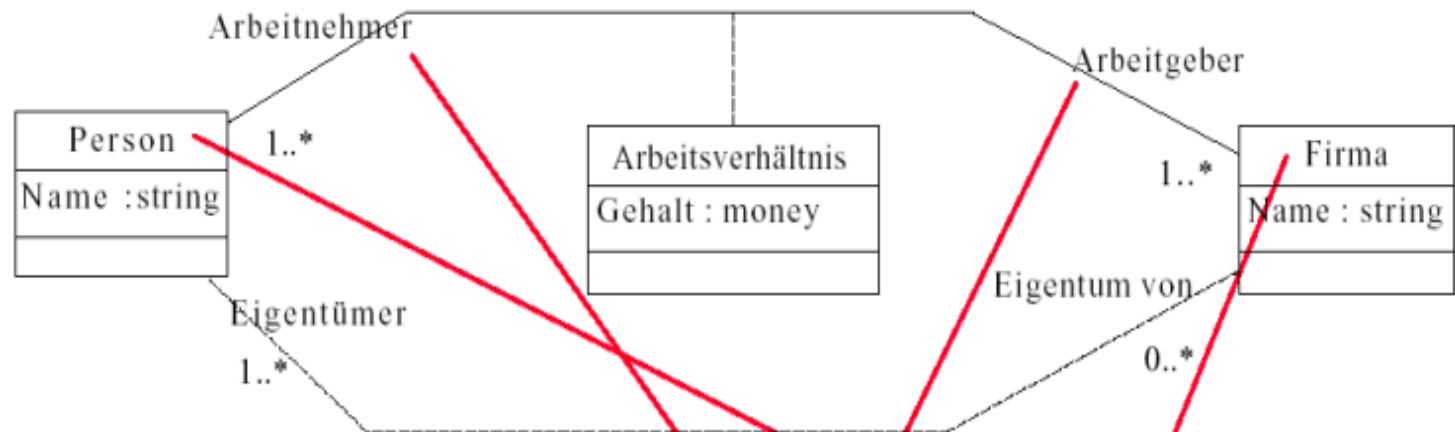 Arbeitnehmer
Arbeitgeber
Person
1..*
Arbeitsverhältnis
1..*
Firma
Name :string
Gehalt : money
Name : string
Eigentümer
Eigentum von
1..*
0..*